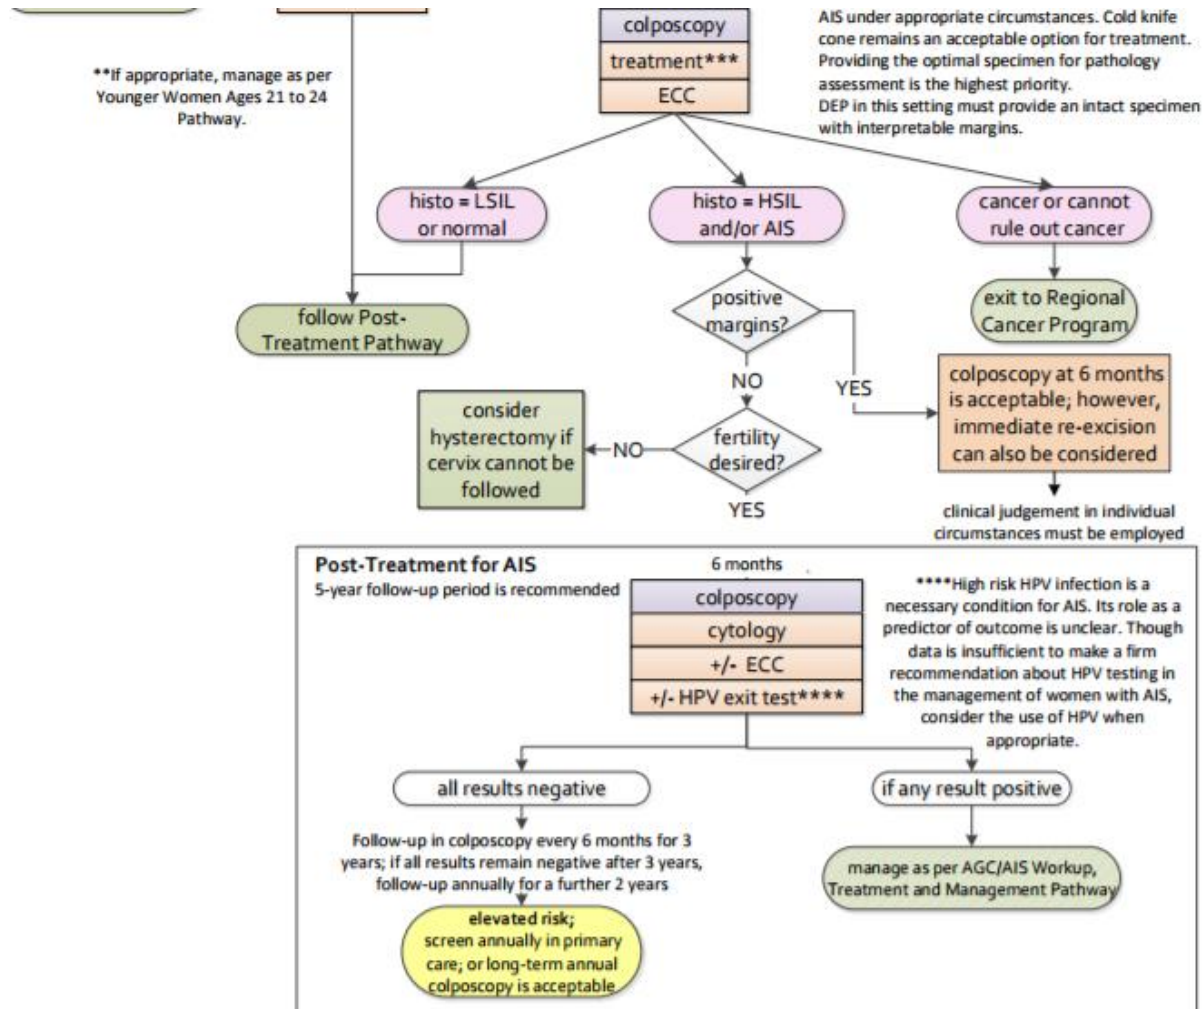 colposcopy
treatment***
ECC
AIS under appropriate circumstances. Cold knife
cone remains an acceptable option for treatment.
Providing the optimal specimen for pathology
assessment is the highest priority.
DEP in this setting must provide an intact specimen
with interpretable margins.
**If appropriate, manage as per
Younger Women Ages 21 to 24
Pathway.
histo = LSIL
or normal
histo = HSIL
and/or AIS
cancer or cannot
rule out cancer
follow Post-
Treatment Pathway
positive
margins?
exit to Regional
Cancer Program
NO
YES
colposcopy at 6 months
is acceptable; however,
immediate re-excision
can also be considered
consider
hysterectomy if
cervix cannot be
followed
NO
fertility
desired?
YES
clinical judgement in individual
circumstances must be employed
Post-Treatment for AIS
5-year follow-up period is recommended
6 months
colposcopy
cytology
+/- ECC
+/- HPV exit test****
****High risk HPV infection is a
necessary condition for AIS. Its role as a
predictor of outcome is unclear. Though
data is insufficient to make a firm
recommendation about HPV testing in
the management of women with AIS,
consider the use of HPV when
appropriate.
all results negative
if any result positive
Follow-up in colposcopy every 6 months for 3
years; if all results remain negative after 3 years,
follow-up annually for a further 2 years
manage as per AGC/AIS Workup,
Treatment and Management Pathway
elevated risk;
screen annually in primary
care; or long-term annual
colposcopy is acceptable